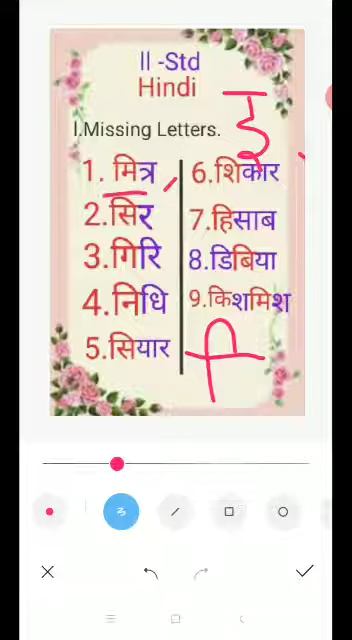 II -Std
Hindi
I.Missing Letters.
1. मित्र
2.सिर
3.गिरि
4.निधि
5.सियार
6.शिकार
7.हिसाब
8.डिबिया
9.किशमिश
इ
ि